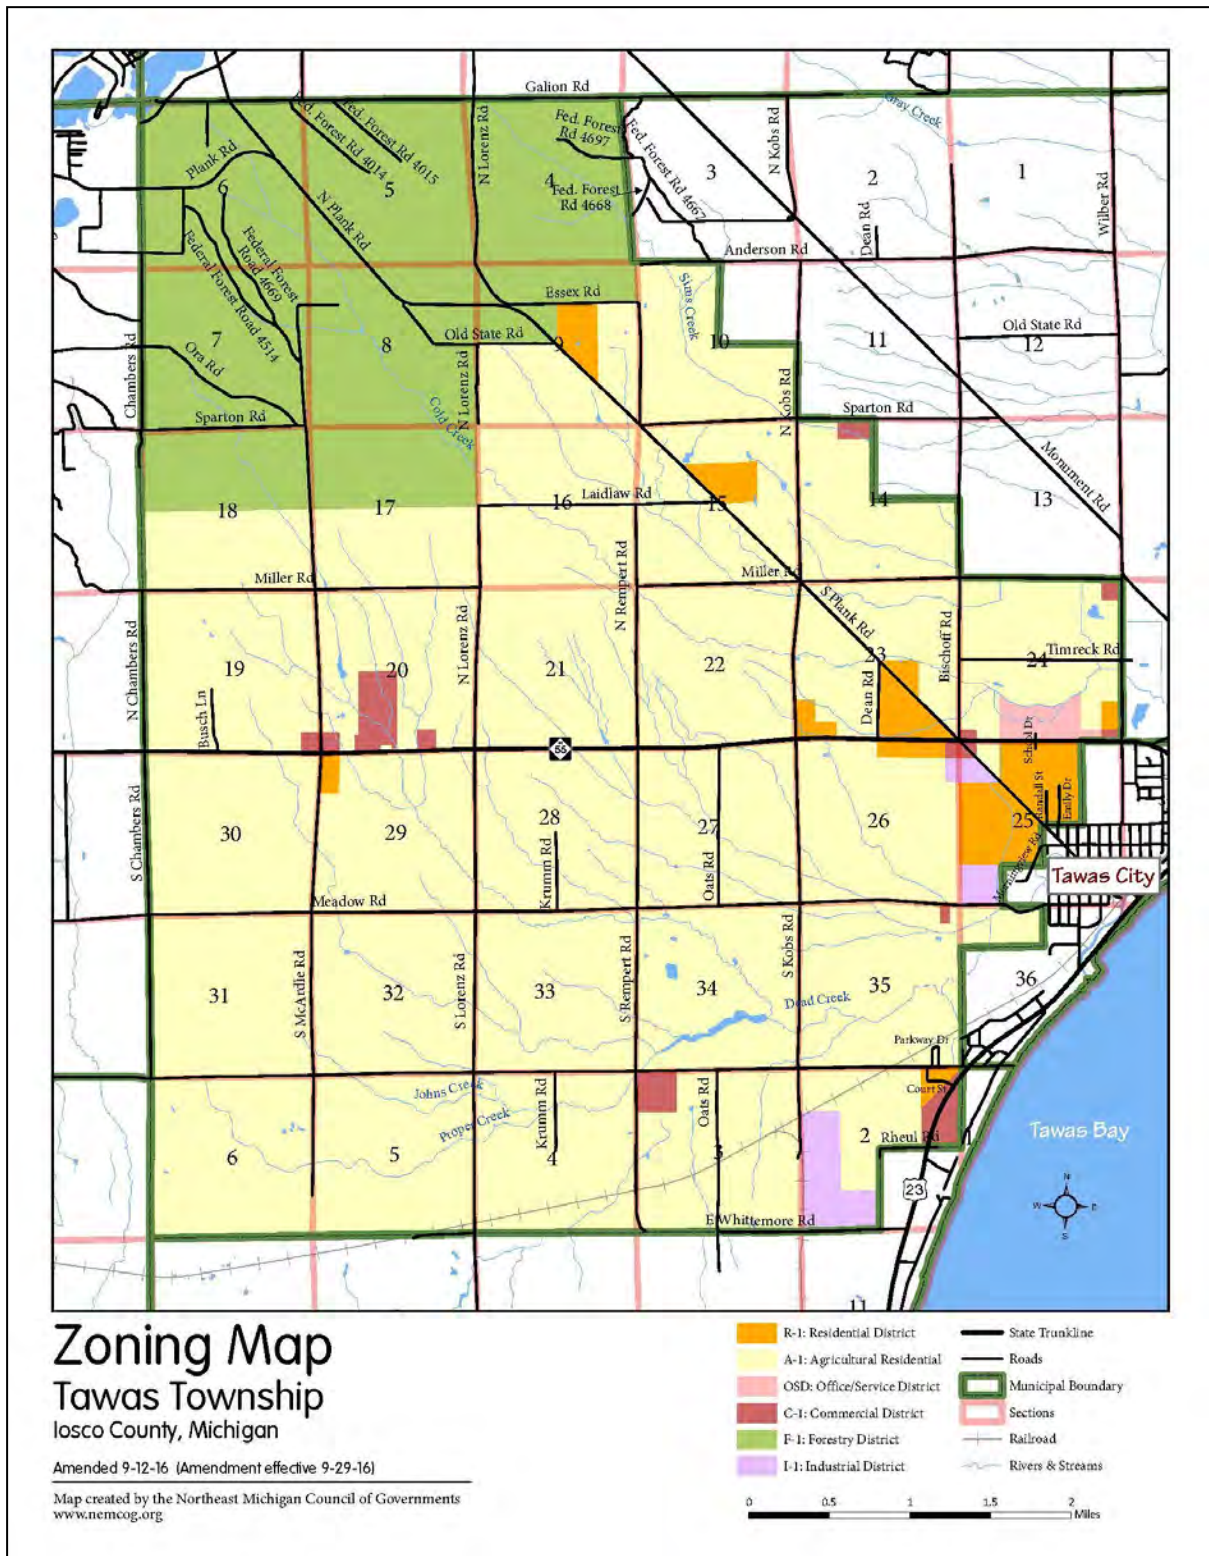 Galion Rd
Gray Creek
Fed. Forest Rd 4014
Fed. Forest Rd 4015
N Lorenz Rd
Fed. Forest
Rd 4697
Fed. Forest Rd 4667
N Kobs Rd
3
2
1
Plank Rd
6
5
4
Fed. Forest
Rd 4668
Dean Rd
Wilber Rd
N Plank Rd
Anderson Rd
Federal Forest
Road 4669
Federal Forest Road 4514
Essex Rd
Sims Creek
Old State Rd
Old State Rd
7
8
9
10
11
12
Chambers Rd
Ora Rd
N Lorenz Rd
N Kobs Rd
Sparton Rd
Cold Creek
Sparton Rd
Monument Rd
18
17
16
Laidlaw Rd
15
14
13
Miller Rd
N Rempert Rd
Miller Rd
S Plank Rd
N Chambers Rd
N Lorenz Rd
Bischoff Rd
19
20
21
22
23
24
Timreck Rd
Busch Ln
Dean Rd
School Dr
55
S Chambers Rd
Randall St
Emily Dr
30
29
28
27
26
25
Krumm Rd
Oats Rd
Morningview Rd
Tawas City
Meadow Rd
S McArdle Rd
S Lorenz Rd
S Rempert Rd
S Kobs Rd
31
32
33
34
35
36
Dead Creek
Parkway Dr
Johns Creek
Court St
Proper Creek
Krumm Rd
Oats Rd
6
5
4
3
2
Rheul Rd
1
Tawas Bay
23
N
W
E
S
E Whittemore Rd
11
Zoning Map
Tawas Township
Iosco County, Michigan
Amended 9-12-16 (Amendment effective 9-29-16)
Map created by the Northeast Michigan Council of Governments
www.nemcog.org
R-1: Residential District
A-1: Agricultural Residential
OSD: Office/Service District
C-1: Commercial District
F-1: Forestry District
I-1: Industrial District
State Trunkline
Roads
Municipal Boundary
Sections
Railroad
Rivers & Streams
0 0.5 1 1.5 2
Miles